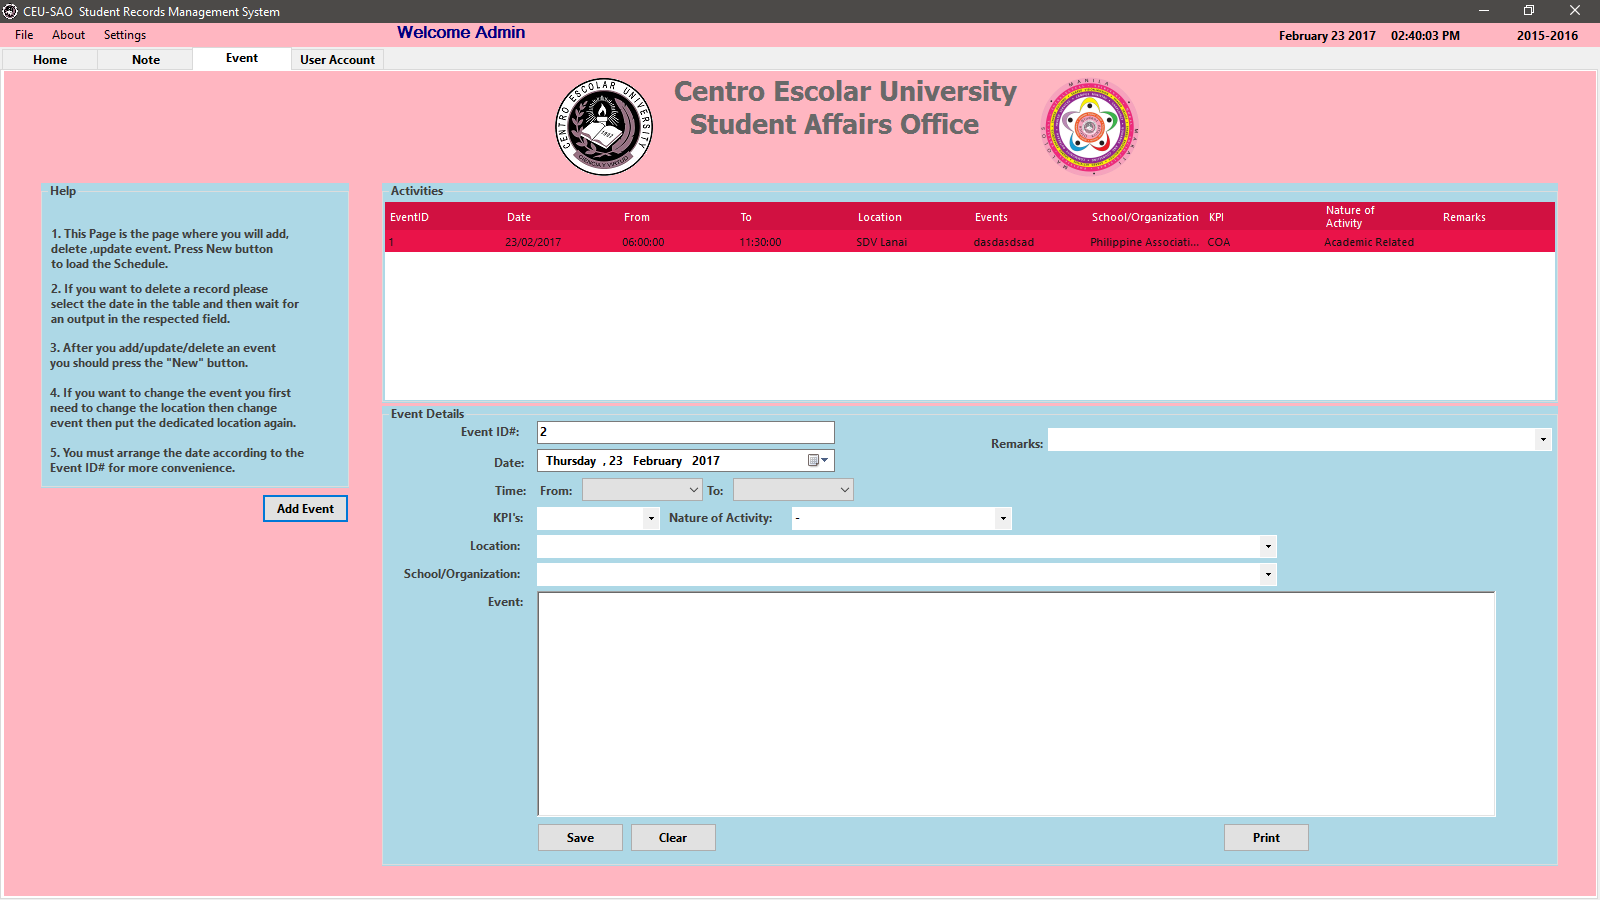 CEU-SAO  Student Records Management System
File About Settings
Welcome Admin
February 23 2017 02:40:03 PM 2015-2016
Home Note Event User Account
CENTRO ESCOLAR UNIVERSITY
1907
CIENCIA Y VIRTUD
Centro Escolar University
Student Affairs Office
MANILA
MAKATI
MALOLOS
Help
1. This Page is the page where you will add,
delete ,update event. Press New button
to load the Schedule.
2. If you want to delete a record please
select the date in the table and then wait for
an output in the respected field.
3. After you add/update/delete an event
you should press the "New" button.
4. If you want to change the event you first
need to change the location then change
event then put the dedicated location again.
5. You must arrange the date according to the
Event ID# for more convenience.
Add Event
Activities
EventID Date From To Location Events School/Organization KPI Nature of Activity Remarks
1 23/02/2017 06:00:00 11:30:00 SDV Lanai dasdasdsad Philippine Associati... COA Academic Related
Event Details
Event ID#: 2
Remarks:
Date: Thursday , 23 February 2017
Time: From: To:
KPI's: Nature of Activity: -
Location:
School/Organization:
Event:
Save Clear Print